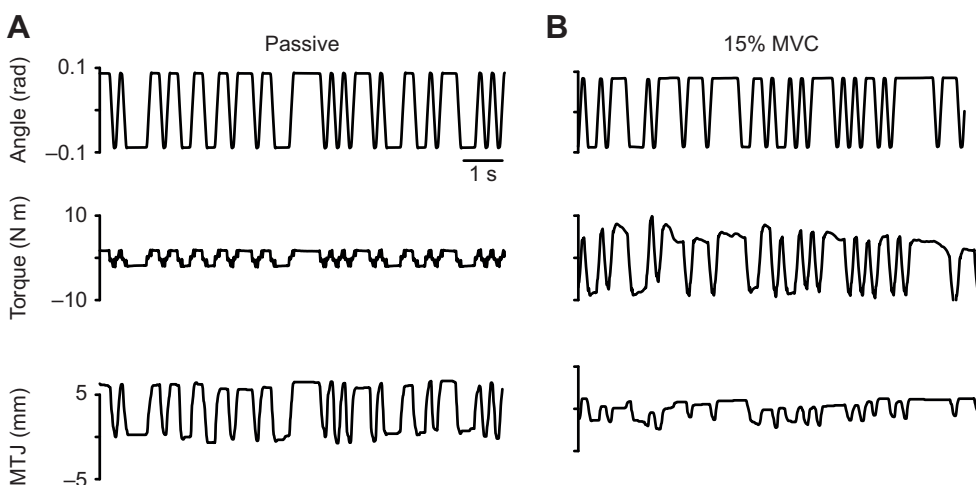 A
B
Passive
15% MVC
Angle (rad)
0.1
–0.1
1 s
Torque (N m)
10
–10
MTJ (mm)
5
–5